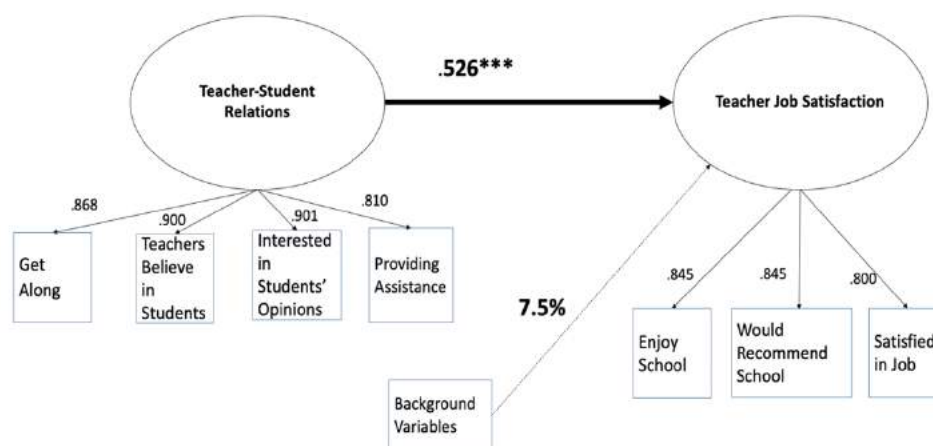 .526***
Teacher-Student
Relations
Teacher Job Satisfaction
.868
.900
.901
.810
Get
Along
Teachers
Believe
in
Students
Interested
in
Students'
Opinions
Providing
Assistance
.845
.845
.800
7.5%
Enjoy
School
Would
Recommend
School
Satisfied
in Job
Background
Variables